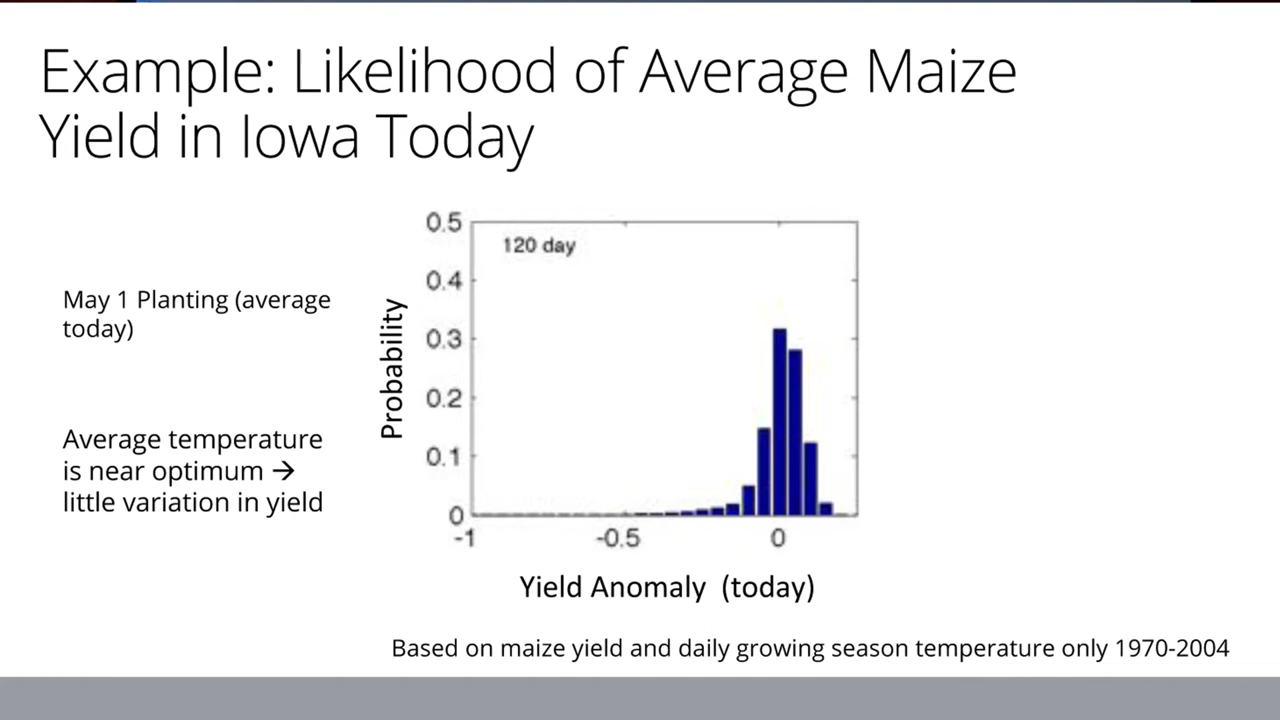 Example: Likelihood of Average Maize
Yield in Iowa Today
May 1 Planting (average
today)
Average temperature
is near optimum →
little variation in yield
120 day
Probability
0.5
0.4
0.3
0.2
0.1
0
-1
-0.5
0
Yield Anomaly (today)
Based on maize yield and daily growing season temperature only 1970-2004